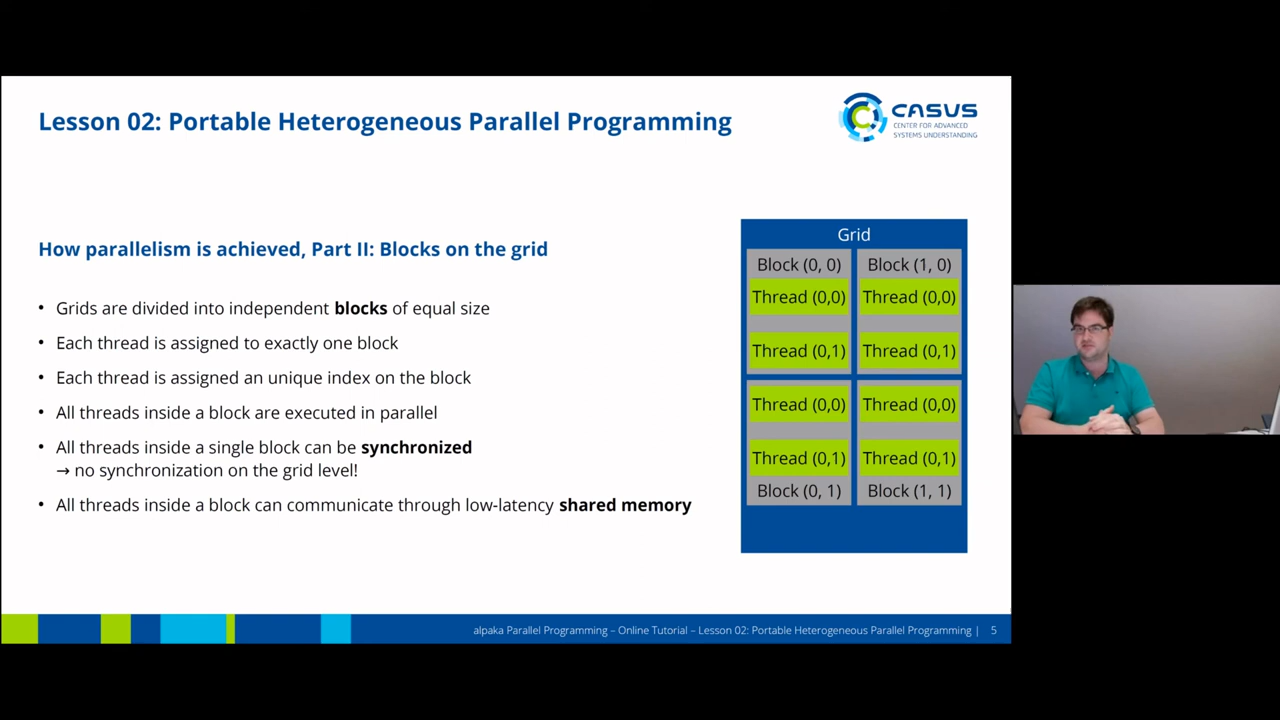 Lesson 02: Portable Heterogeneous Parallel Programming
CASUS
CENTER FOR ADVANCED
SYSTEMS UNDERSTANDING
How parallelism is achieved, Part II: Blocks on the grid
• Grids are divided into independent blocks of equal size
• Each thread is assigned to exactly one block
• Each thread is assigned an unique index on the block
• All threads inside a block are executed in parallel
• All threads inside a single block can be synchronized
→ no synchronization on the grid level!
• All threads inside a block can communicate through low-latency shared memory
Grid
Block (0, 0) Block (1, 0)
Thread (0,0) Thread (0,0)
Thread (0,1) Thread (0,1)
Thread (0,0) Thread (0,0)
Thread (0,1) Thread (0,1)
Block (0, 1) Block (1, 1)
alpaka Parallel Programming – Online Tutorial – Lesson 02: Portable Heterogeneous Parallel Programming | 5